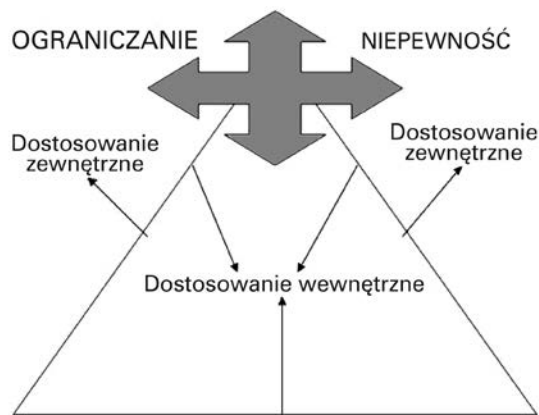 OGRANICZANIE
NIEPEWNOŚĆ
Dostosowanie
zewnętrzne
Dostosowanie
zewnętrzne
Dostosowanie wewnętrzne